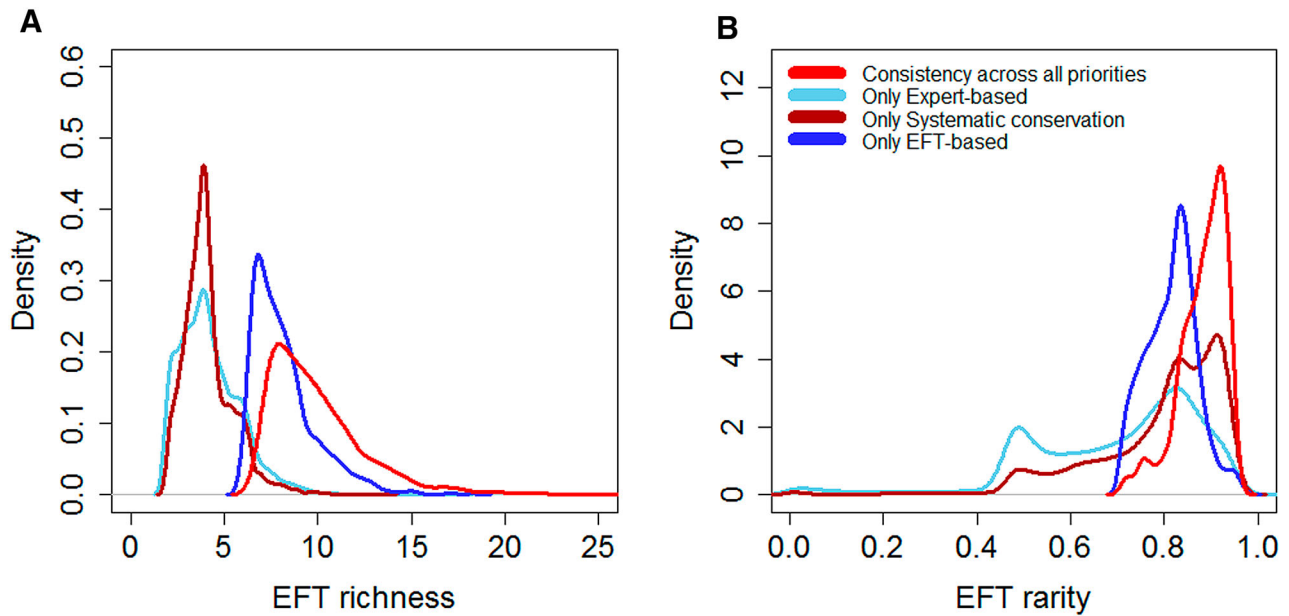 A
0.0 0.1 0.2 0.3 0.4 0.5 0.6
Density
0 5 10 15 20 25
EFT richness
B
Consistency across all priorities
Only Expert-based
Only Systematic conservation
Only EFT-based
0 2 4 6 8 10 12
Density
0.0 0.2 0.4 0.6 0.8 1.0
EFT rarity